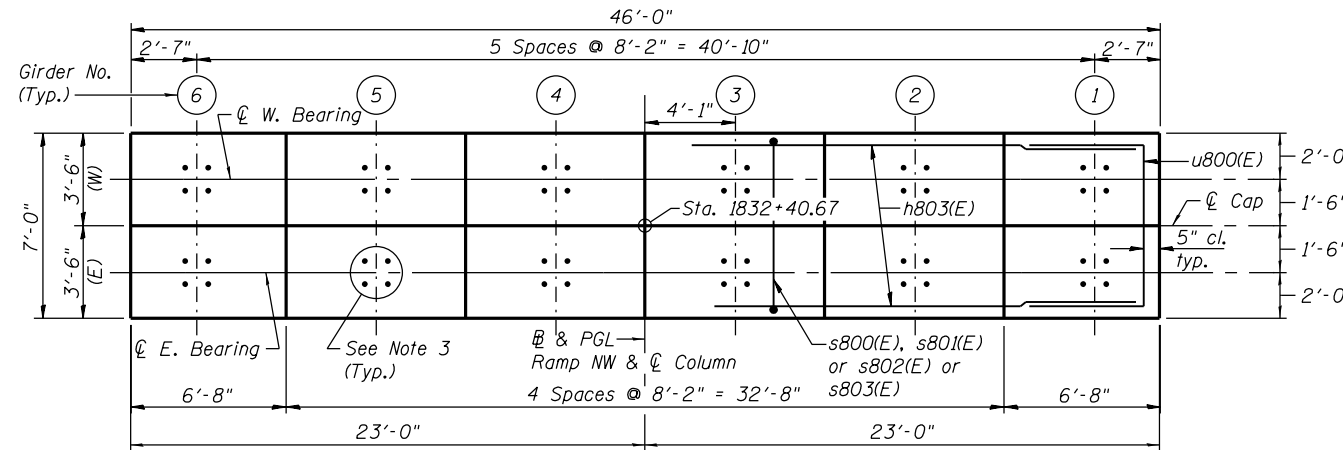 46'-0"
2'-7"
5 Spaces @ 8'-2" = 40'-10"
2'-7"
Girder No.
(Typ.)
6
5
4
3
2
1
4'-1"
℄ W. Bearing
7'-0"
3'-6"
(W)
3'-6"
(E)
Sta. 1832+40.67
h803(E)
u800(E)
℄ Cap
5" cl.
typ.
2'-0
1'-6"
1'-6"
2'-0
℄ E. Bearing
See Note 3
(Typ.)
& PGL
Ramp NW & ℄ Column
s800(E), s801(E)
or s802(E) or
s803(E)
6'-8"
4 Spaces @ 8'-2" = 32'-8"
6'-8"
23'-0"
23'-0"